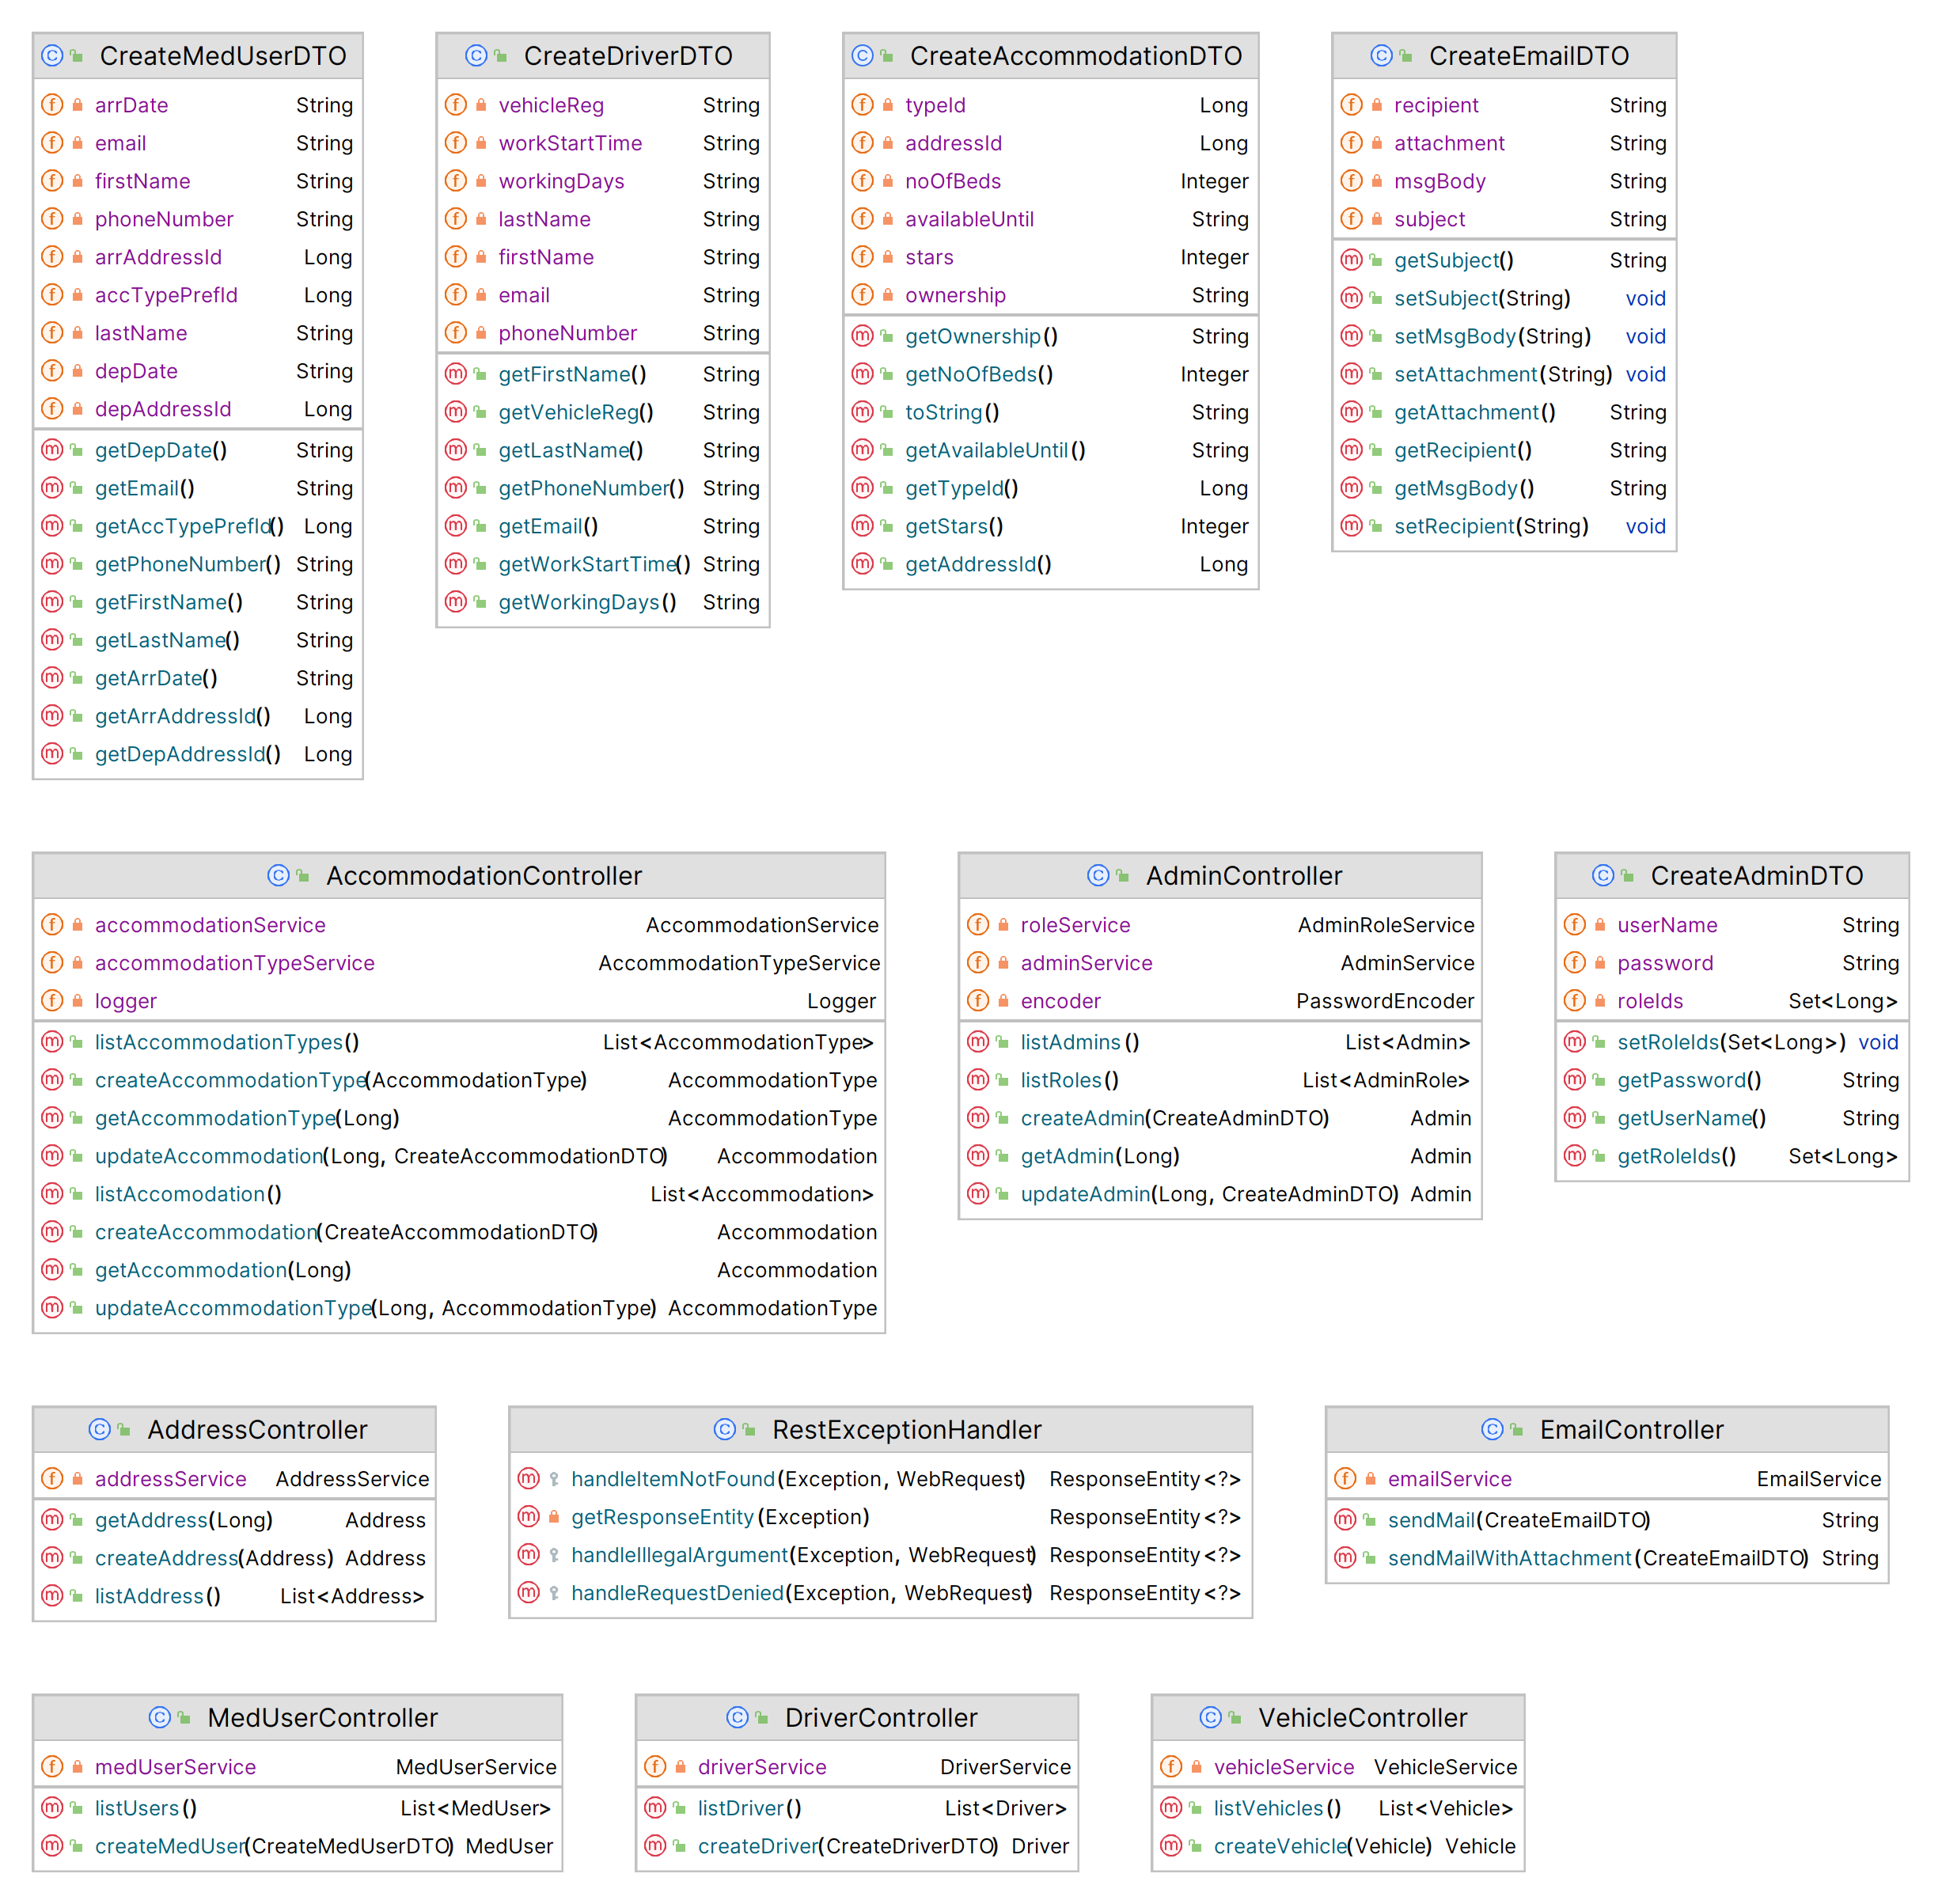 CreateMedUserDTO
arrDate String
email String
firstName String
phoneNumber String
arrAddressId Long
accTypePrefId Long
lastName String
depDate String
depAddressId Long
getDepDate() String
getEmail() String
getAccTypePrefId() Long
getPhoneNumber() String
getFirstName() String
getLastName() String
getArrDate() String
getArrAddressId() Long
getDepAddressId() Long
CreateDriverDTO
vehicleReg String
workStartTime String
workingDays String
lastName String
firstName String
email String
phoneNumber String
getFirstName() String
getVehicleReg() String
getLastName() String
getPhoneNumber() String
getEmail() String
getWorkStartTime() String
getWorkingDays() String
CreateAccommodationDTO
typeId Long
addressId Long
noOfBeds Integer
availableUntil String
stars Integer
ownership String
getOwnership() String
getNoOfBeds() Integer
toString() String
getAvailableUntil() String
getTypeId() Long
getStars() Integer
getAddressId() Long
CreateEmailDTO
recipient String
attachment String
msgBody String
subject String
getSubject() String
setSubject(String) void
setMsgBody(String) void
setAttachment(String) void
getAttachment() String
getRecipient() String
getMsgBody() String
setRecipient(String) void
AccommodationController
accommodationService AccommodationService
accommodationTypeService AccommodationTypeService
logger Logger
listAccommodationTypes() List<AccommodationType>
createAccommodationType(AccommodationType) AccommodationType
getAccommodationType(Long) AccommodationType
updateAccommodation(Long, CreateAccommodationDTO) Accommodation
listAccomodation() List<Accommodation>
createAccommodation(CreateAccommodationDTO) Accommodation
getAccommodation(Long) Accommodation
updateAccommodationType(Long, AccommodationType) AccommodationType
AdminController
roleService AdminRoleService
adminService AdminService
encoder PasswordEncoder
listAdmins() List<Admin>
listRoles() List<AdminRole>
createAdmin(CreateAdminDTO) Admin
getAdmin(Long) Admin
updateAdmin(Long, CreateAdminDTO) Admin
CreateAdminDTO
userName String
password String
roleIds Set<Long>
setRoleIds(Set<Long>) void
getPassword() String
getUserName() String
getRoleIds() Set<Long>
AddressController
addressService AddressService
getAddress(Long) Address
createAddress(Address) Address
listAddress() List<Address>
RestExceptionHandler
handleItemNotFound(Exception, WebRequest) ResponseEntity<?>
getResponseEntity(Exception) ResponseEntity<?>
handleIllegalArgument(Exception, WebRequest) ResponseEntity<?>
handleRequestDenied(Exception, WebRequest) ResponseEntity<?>
EmailController
emailService EmailService
sendMail(CreateEmailDTO) String
sendMailWithAttachment(CreateEmailDTO) String
MedUserController
medUserService MedUserService
listUsers() List<MedUser>
createMedUser(CreateMedUserDTO) MedUser
DriverController
driverService DriverService
listDriver() List<Driver>
createDriver(CreateDriverDTO) Driver
VehicleController
vehicleService VehicleService
listVehicles() List<Vehicle>
createVehicle(Vehicle) Vehicle